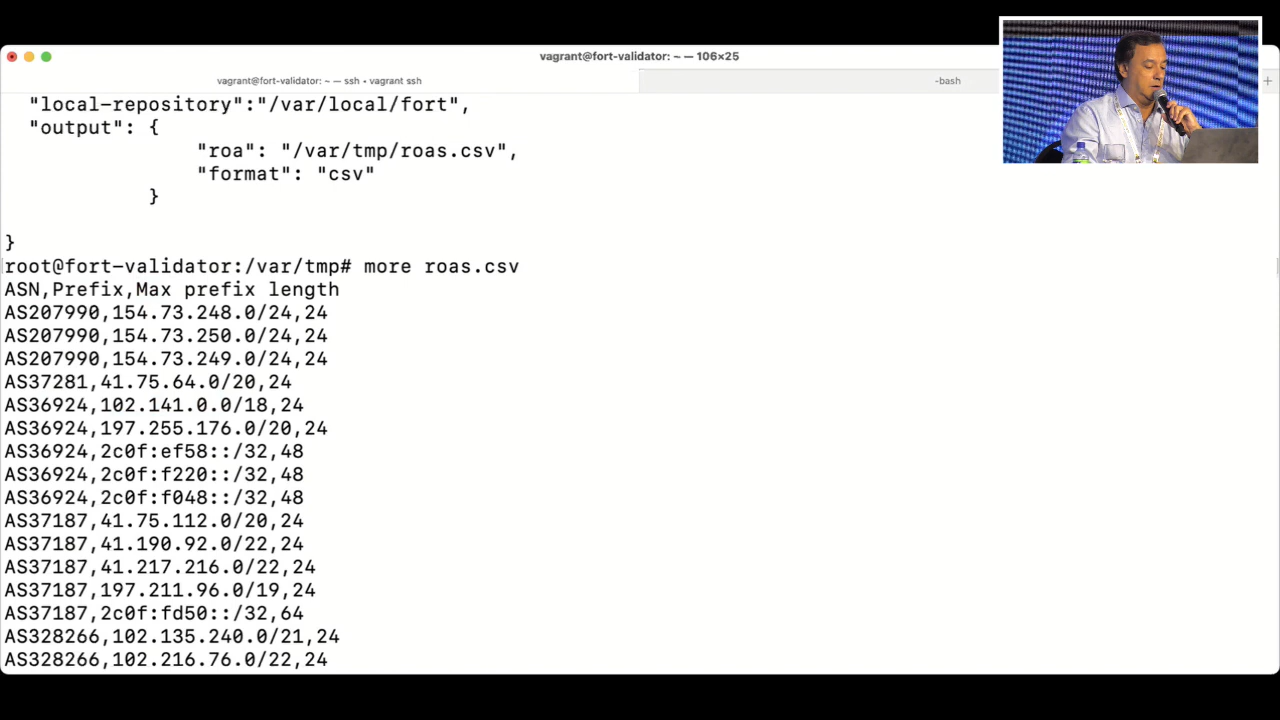 vagrant@fort-validator: ~ — 106×25
vagrant@fort-validator: ~ — ssh • vagrant ssh
-bash
"local-repository":"/var/local/fort",
"output": {
"roa": "/var/tmp/roas.csv",
"format": "csv"
}
}
root@fort-validator:/var/tmp# more roas.csv
ASN,Prefix,Max prefix length
AS207990,154.73.248.0/24,24
AS207990,154.73.250.0/24,24
AS207990,154.73.249.0/24,24
AS37281,41.75.64.0/20,24
AS36924,102.141.0.0/18,24
AS36924,197.255.176.0/20,24
AS36924,2c0f:ef58::/32,48
AS36924,2c0f:f220::/32,48
AS36924,2c0f:f048::/32,48
AS37187,41.75.112.0/20,24
AS37187,41.190.92.0/22,24
AS37187,41.217.216.0/22,24
AS37187,197.211.96.0/19,24
AS37187,2c0f:fd50::/32,64
AS328266,102.135.240.0/21,24
AS328266,102.216.76.0/22,24